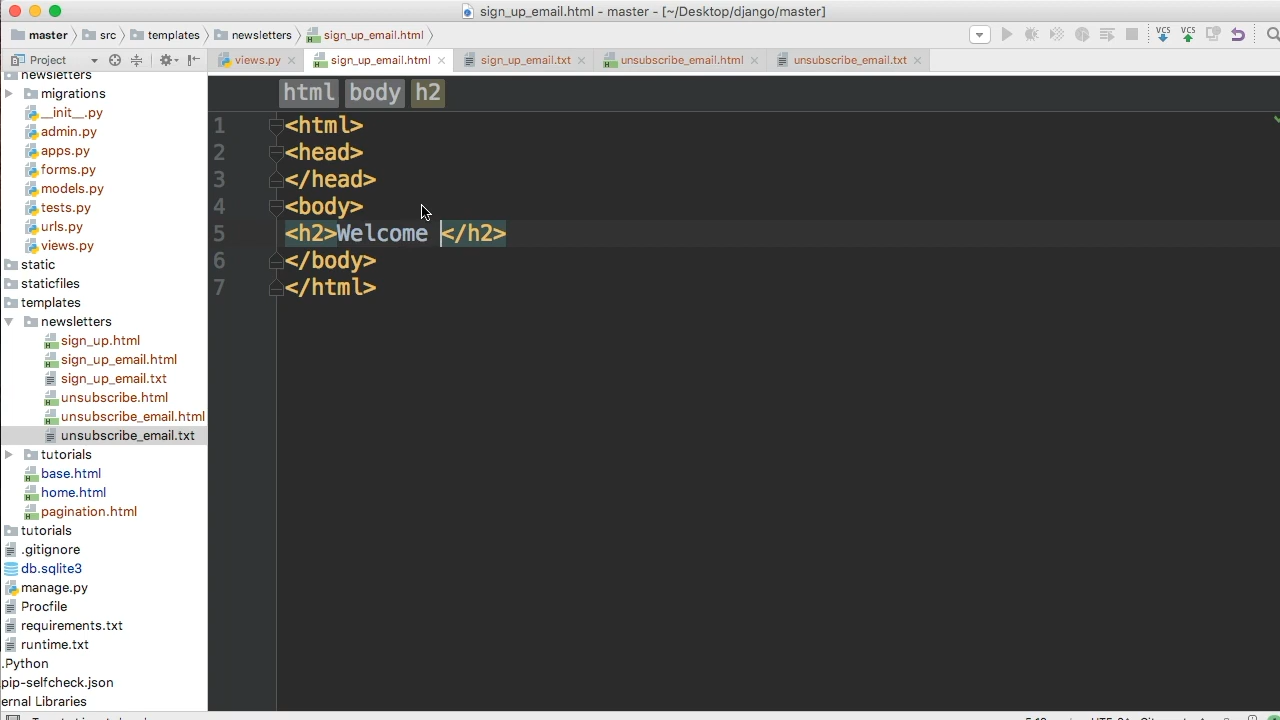 sign_up_email.html - master - [~/Desktop/django/master]
master src templates newsletters sign_up_email.html
VCS VCS
Project views.py sign_up_email.html sign_up_email.txt unsubscribe_email.html unsubscribe_email.txt
newsletters
migrations
__init__.py
admin.py
apps.py
forms.py
models.py
tests.py
urls.py
views.py
static
staticfiles
templates
newsletters
sign_up.html
sign_up_email.html
sign_up_email.txt
unsubscribe.html
unsubscribe_email.html
unsubscribe_email.txt
tutorials
base.html
home.html
pagination.html
tutorials
.gitignore
db.sqlite3
manage.py
Procfile
requirements.txt
runtime.txt
.Python
pip-selfcheck.json
ernal Libraries
html body h2
1 <html>
2 <head>
3 </head>
4 <body>
5 <h2>Welcome </h2>
6 </body>
7 </html>